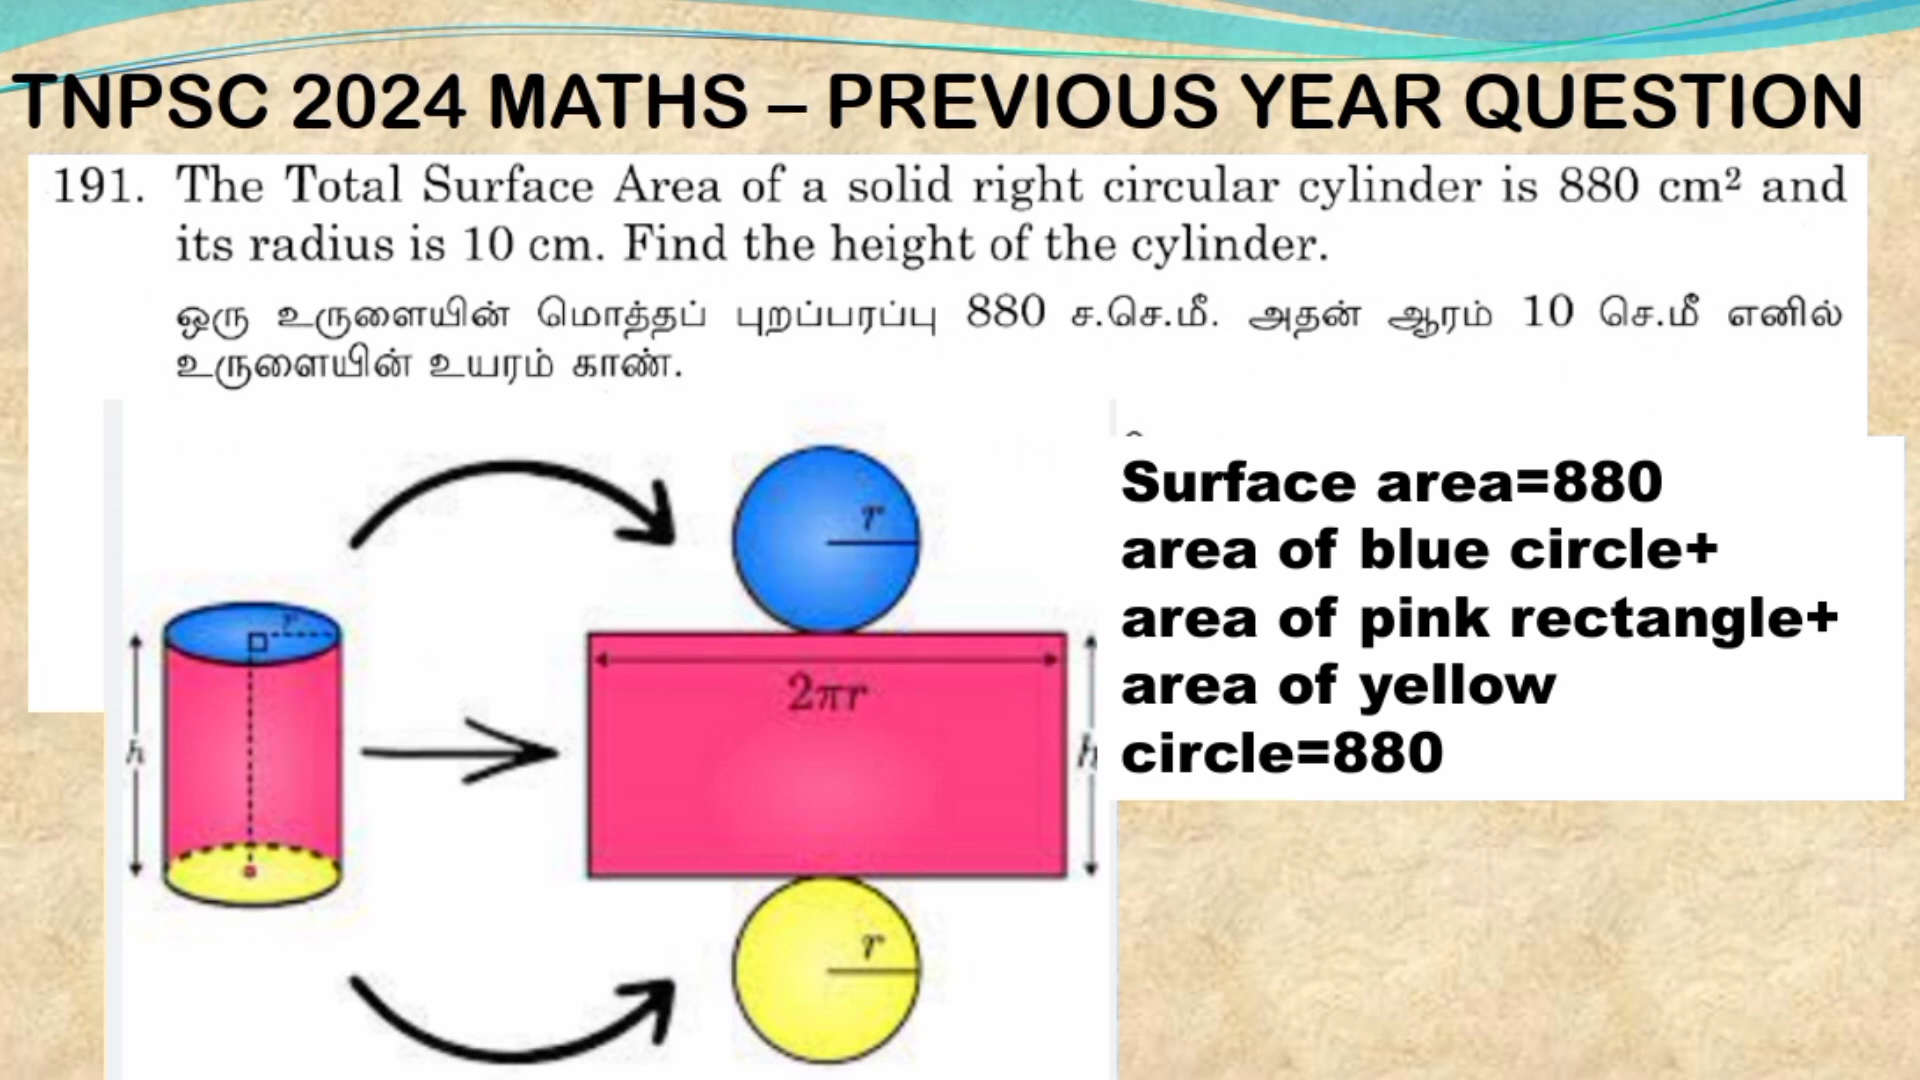 TNPSC 2024 MATHS – PREVIOUS YEAR QUESTION
191. The Total Surface Area of a solid right circular cylinder is 880 cm² and
its radius is 10 cm. Find the height of the cylinder.
ஒரு உருளையின் மொத்தப் புறப்பரப்பு 880 ச.செ.மீ. அதன் ஆரம் 10 செ.மீ எனில்
உருளையின் உயரம் காண்.
r
h
r
2πr
h
r
Surface area=880
area of blue circle+
area of pink rectangle+
area of yellow
circle=880